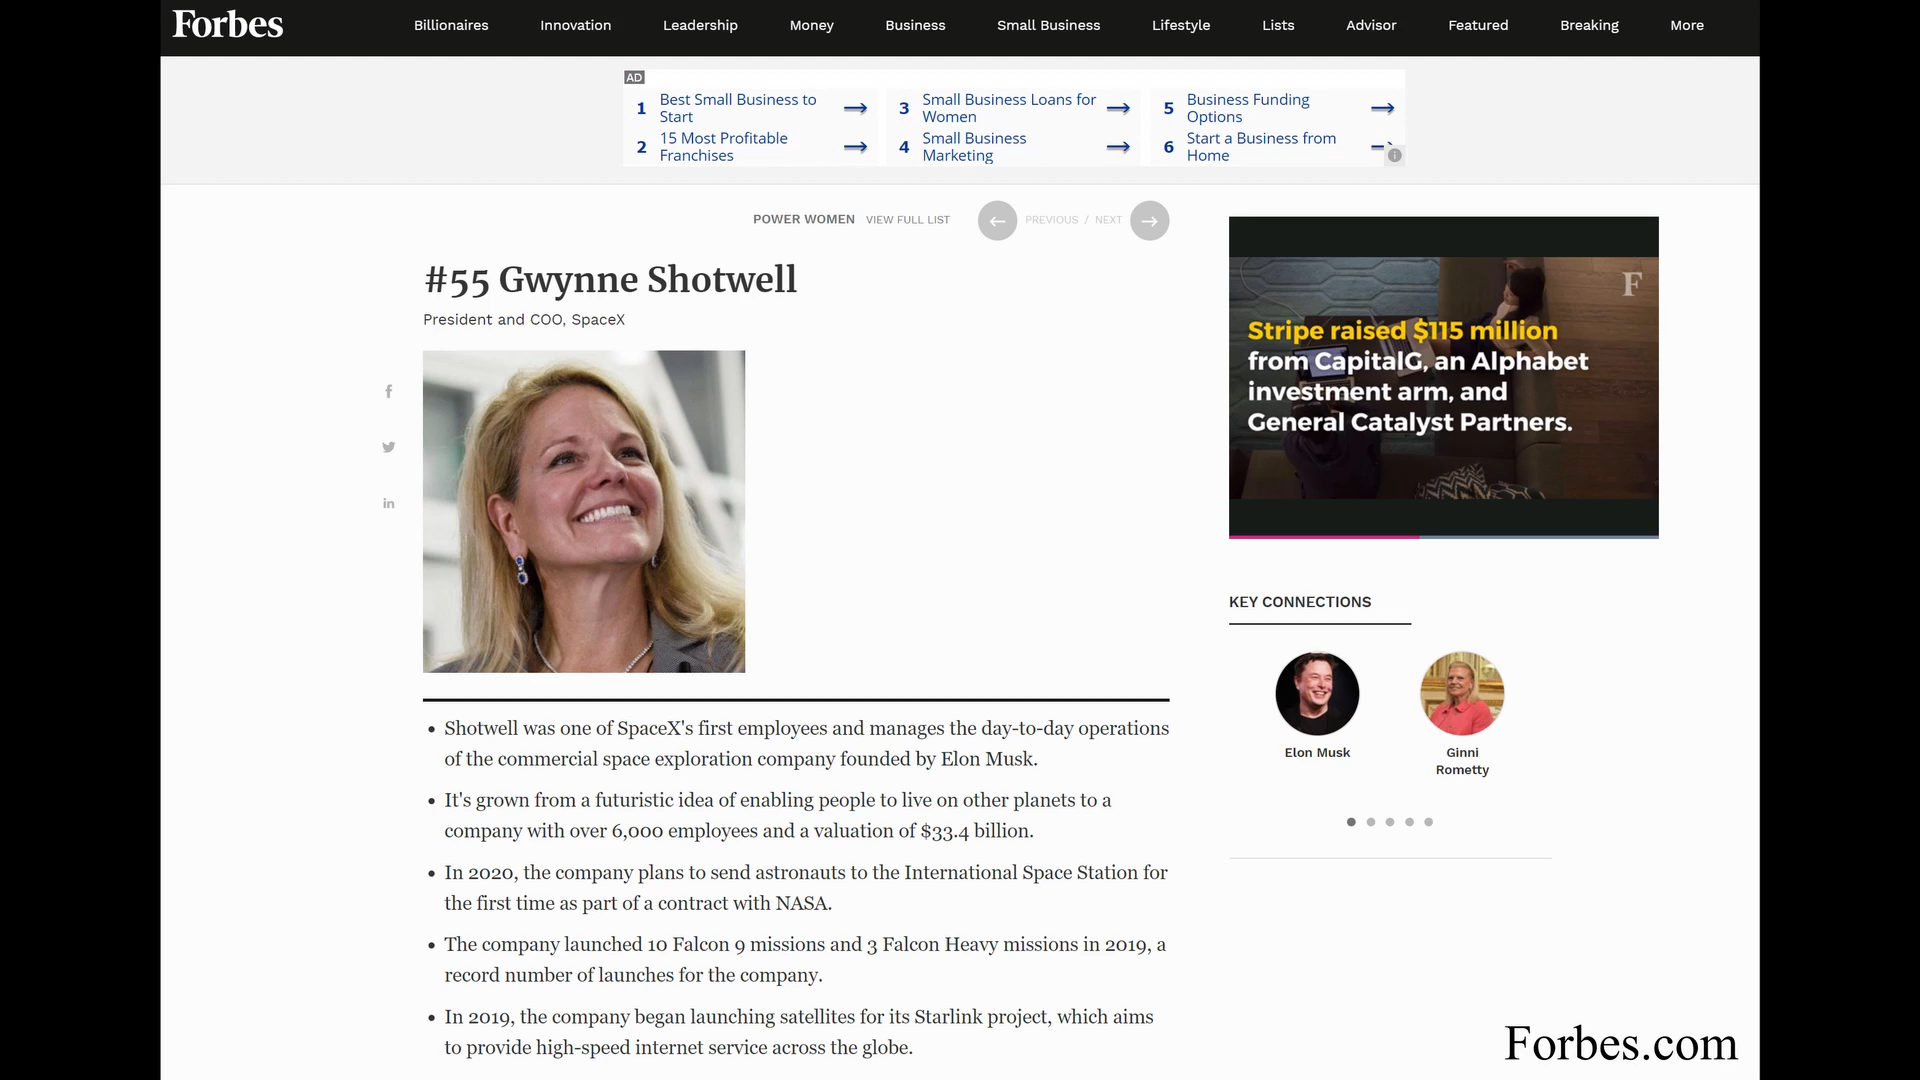 Forbes
Billionaires Innovation Leadership Money Business Small Business Lifestyle Lists Advisor Featured Breaking More
AD
1 Best Small Business to
Start
2 15 Most Profitable
Franchises
3 Small Business Loans for
Women
4 Small Business
Marketing
5 Business Funding
Options
6 Start a Business from
Home
POWER WOMEN VIEW FULL LIST PREVIOUS / NEXT
#55 Gwynne Shotwell
President and COO, SpaceX
F
Stripe raised $115 million
from CapitalG, an Alphabet
investment arm, and
General Catalyst Partners.
KEY CONNECTIONS
Elon Musk
Ginni
Rometty
• Shotwell was one of SpaceX's first employees and manages the day-to-day operations
of the commercial space exploration company founded by Elon Musk.
• It's grown from a futuristic idea of enabling people to live on other planets to a
company with over 6,000 employees and a valuation of $33.4 billion.
• In 2020, the company plans to send astronauts to the International Space Station for
the first time as part of a contract with NASA.
• The company launched 10 Falcon 9 missions and 3 Falcon Heavy missions in 2019, a
record number of launches for the company.
• In 2019, the company began launching satellites for its Starlink project, which aims
to provide high-speed internet service across the globe.
Forbes.com